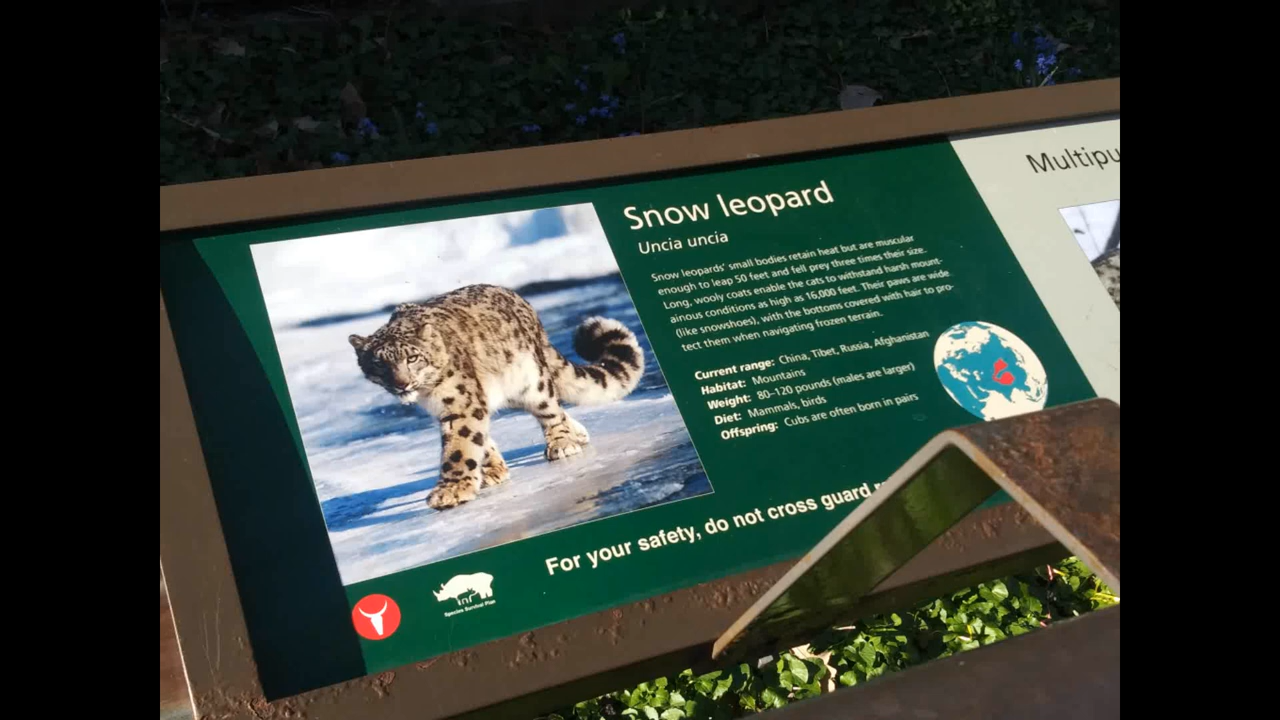 Snow leopard
Uncia uncia
Snow leopards' small bodies retain heat but are muscular
enough to leap 50 feet and fell prey three times their size.
Long, wooly coats enable the cats to withstand harsh mount-
ainous conditions as high as 16,000 feet. Their paws are wide
(like snowshoes), with the bottoms covered with hair to pro-
tect them when navigating frozen terrain.
Current range: China, Tibet, Russia, Afghanistan
Habitat: Mountains
Weight: 80–120 pounds (males are larger)
Diet: Mammals, birds
Offspring: Cubs are often born in pairs
For your safety, do not cross guard
Species Survival Plan
Multipu